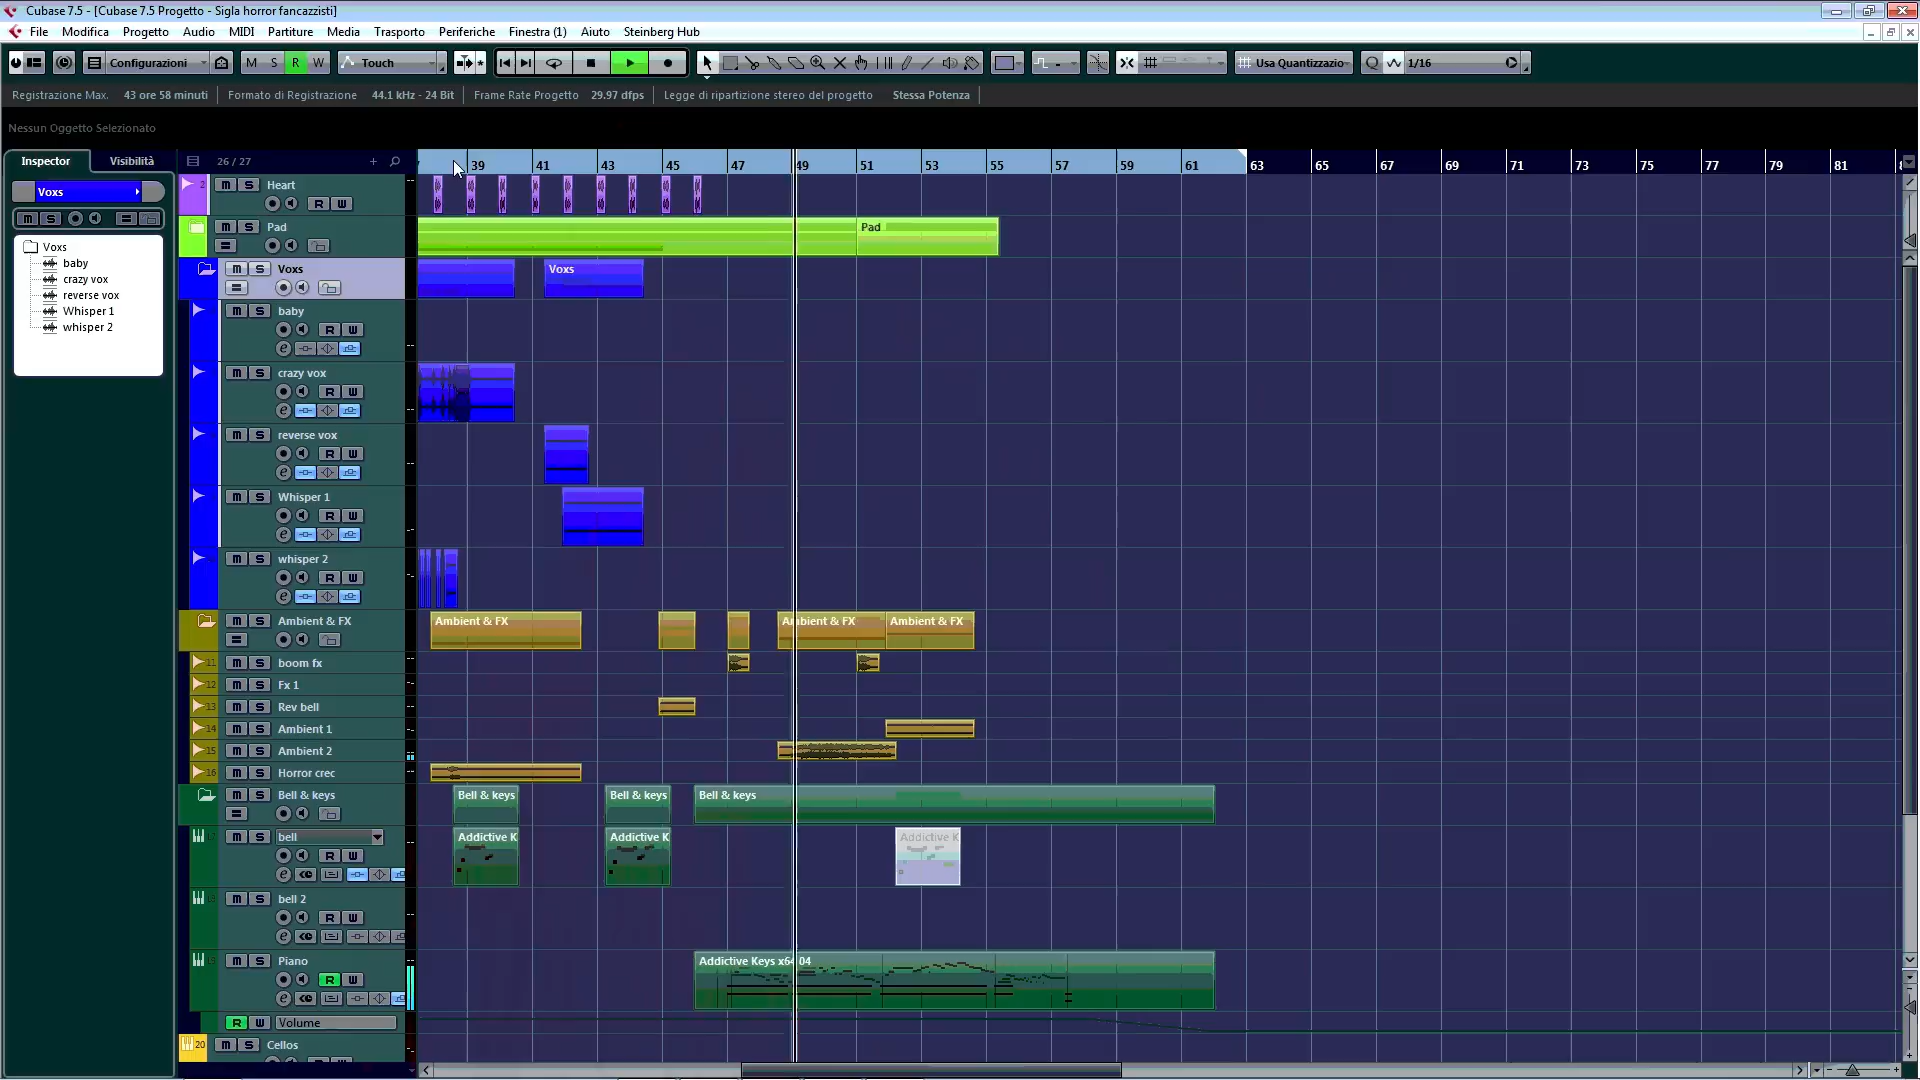 Cubase 7.5 - [Cubase 7.5 Progetto - Sigla horror fancazzisti]
File Modifica Progetto Audio MIDI Partiture Media Trasporto Periferiche Finestra (1) Aiuto Steinberg Hub
Configurazioni M S R W Touch Usa Quantizzazio Q 1/16
Registrazione Max. 43 ore 58 minuti Formato di Registrazione 44.1 kHz - 24 Bit Frame Rate Progetto 29.97 dfps Legge di ripartizione stereo del progetto Stessa Potenza
Nessun Oggetto Selezionato
Inspector Visibilità 26 / 27
39 41 43 45 47 49 51 53 55 57 59 61 63 65 67 69 71 73 75 77 79 81
Voxs
m S
Voxs
baby
crazy vox
reverse vox
Whisper 1
whisper 2
2 m S Heart
R W
m S Pad
Pad
m S Voxs
Voxs
m S baby
R W
e
m S crazy vox
R W
e
m S reverse vox
R W
e
m S Whisper 1
R W
e
m S whisper 2
R W
e
m S Ambient & FX
Ambient & FX Ambient & FX Ambient & FX
11 m S boom fx
12 m S Fx 1
13 m S Rev bell
14 m S Ambient 1
15 m S Ambient 2
16 m S Horror crec
m S Bell & keys
Bell & keys Bell & keys Bell & keys
m S bell
Addictive K Addictive K Addictive K
R W
e
m S bell 2
R W
e
m S Piano
Addictive Keys x64 04
R W
e
R W Volume
20 m S Cellos